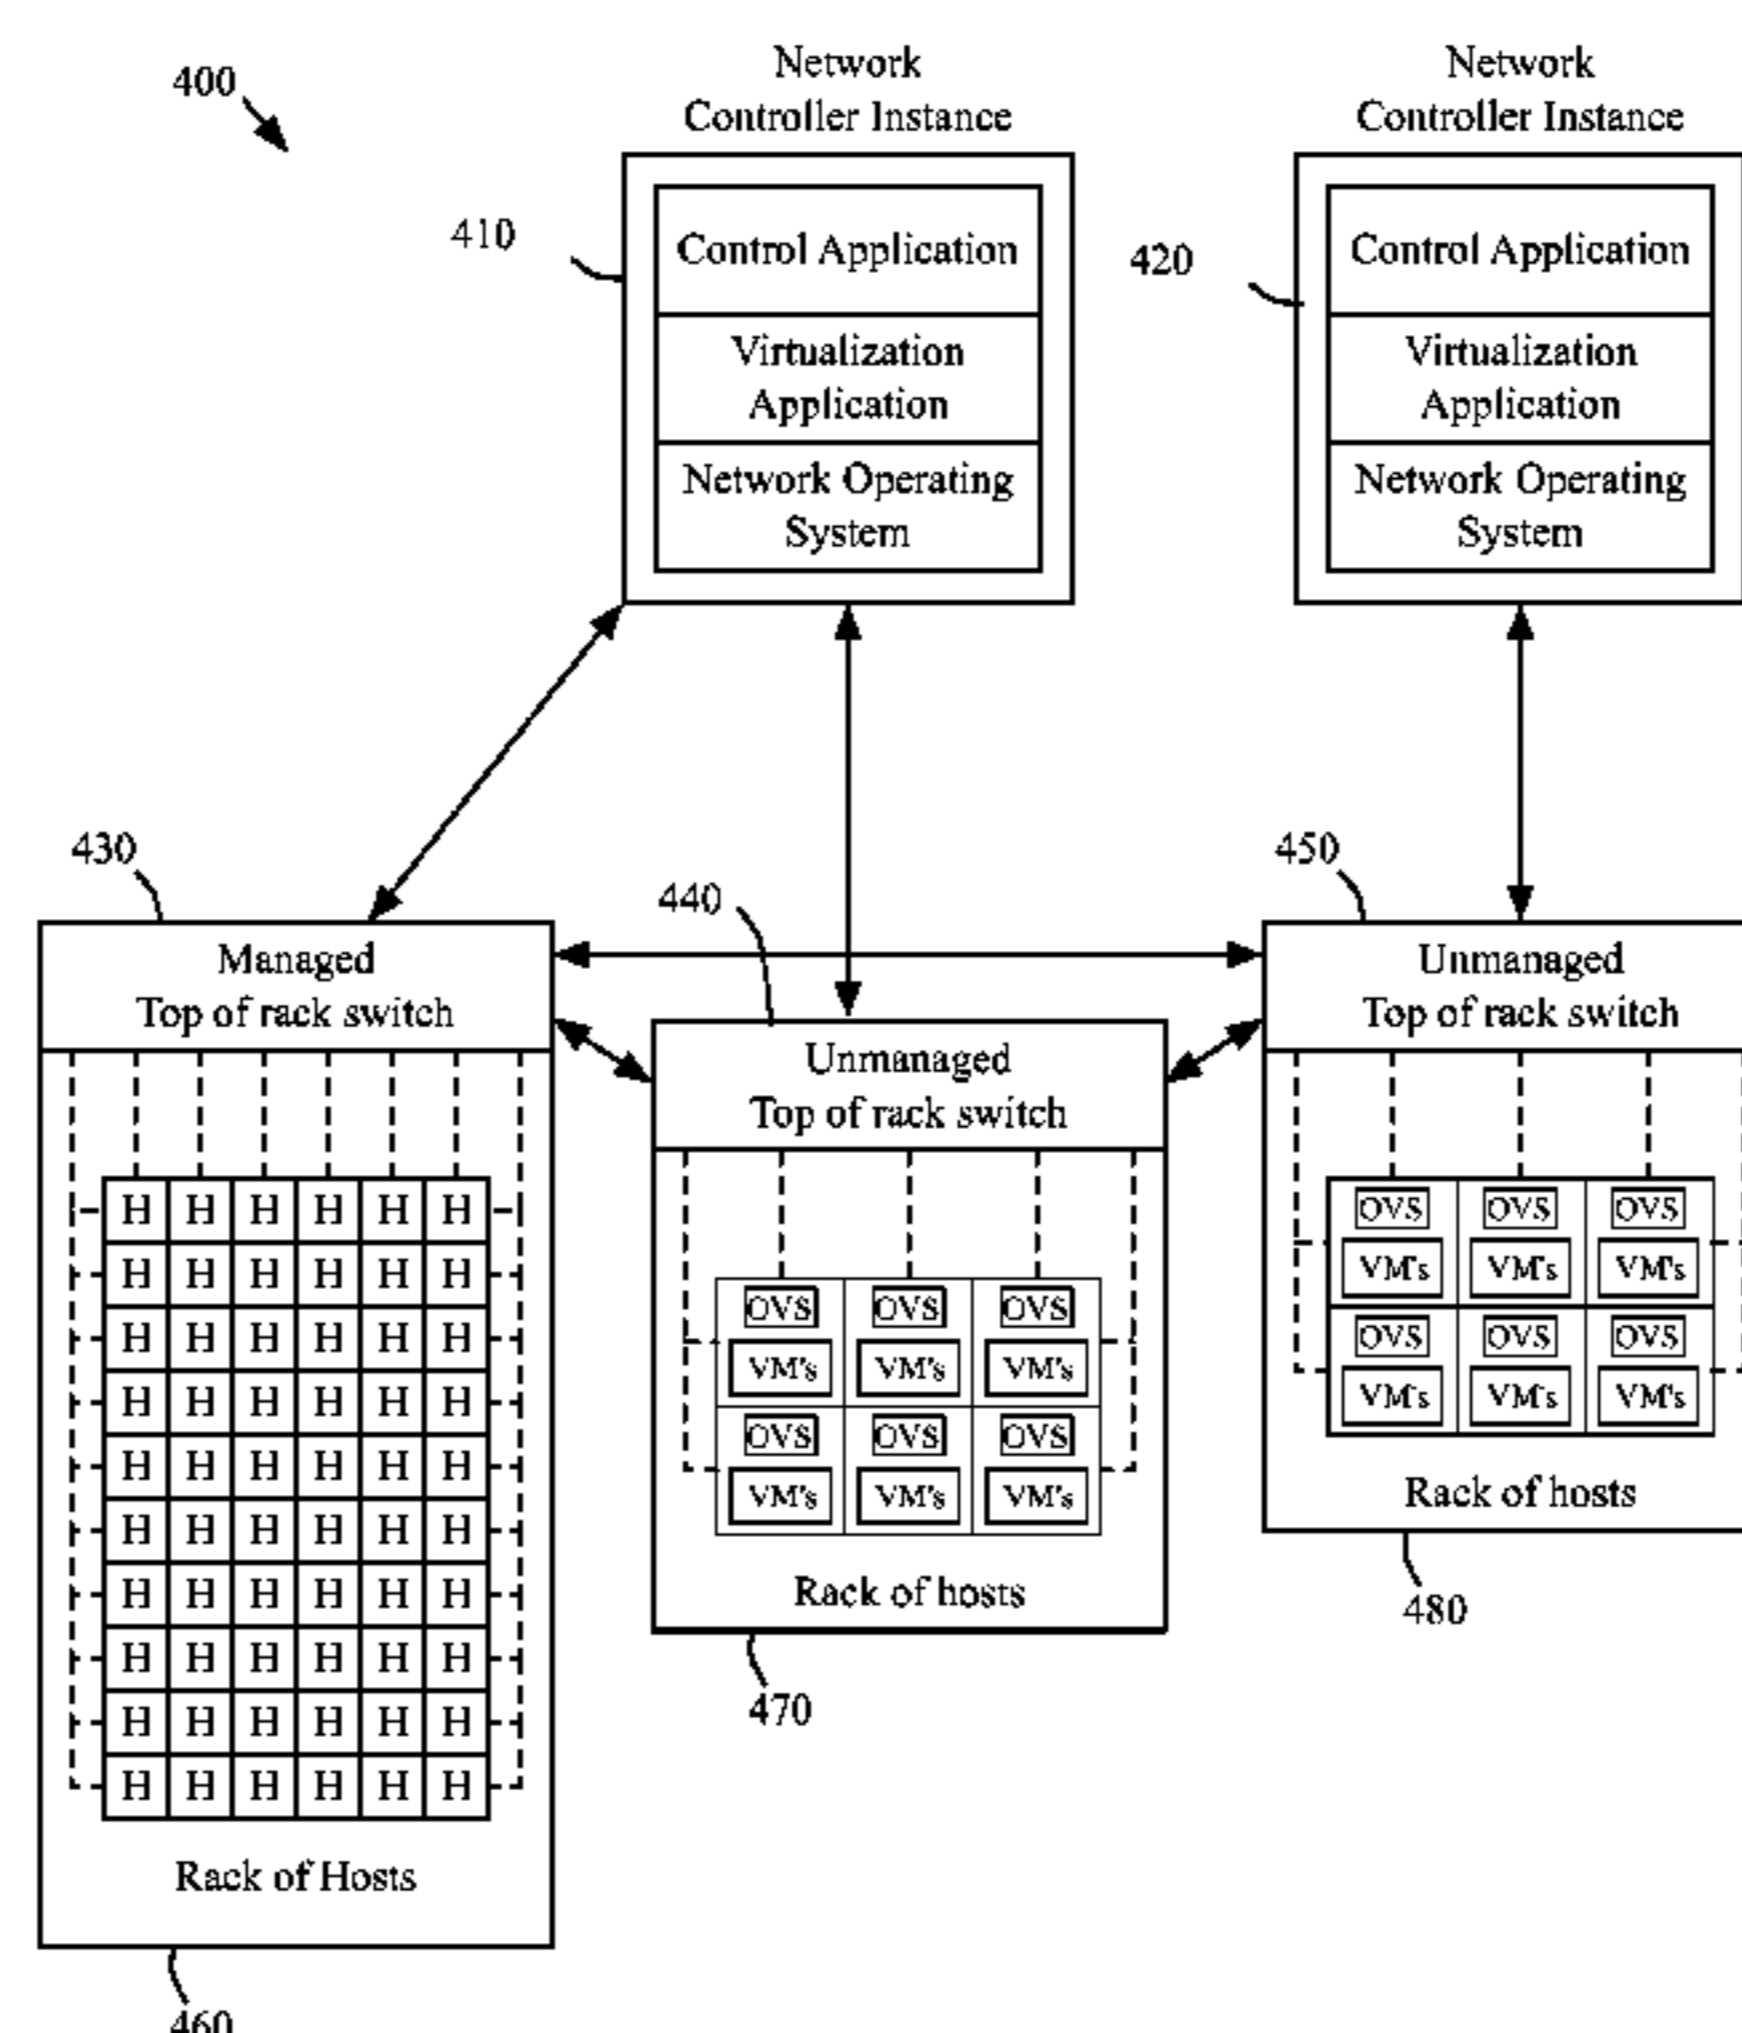 400
Network
Controller Instance
Network
Controller Instance
410
Control Application
Virtualization
Application
Network Operating
System
420
Control Application
Virtualization
Application
Network Operating
System
430
Managed
Top of rack switch
440
Unmanaged
Top of rack switch
450
Unmanaged
Top of rack switch
H H H H H H
H H H H H H
H H H H H H
H H H H H H
H H H H H H
H H H H H H
H H H H H H
H H H H H H
H H H H H H
H H H H H H
Rack of Hosts
460
OVS OVS OVS
VM's VM's VM's
OVS OVS OVS
VM's VM's VM's
Rack of hosts
470
OVS OVS OVS
VM's VM's VM's
OVS OVS OVS
VM's VM's VM's
Rack of hosts
480